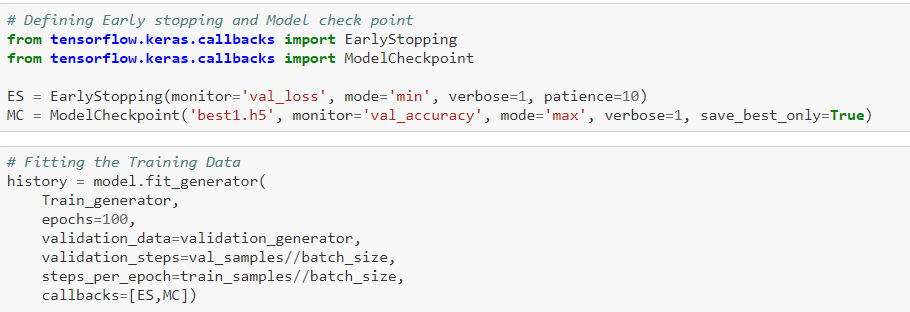 # Defining Early stopping and Model check point
from tensorflow.keras.callbacks import EarlyStopping
from tensorflow.keras.callbacks import ModelCheckpoint
ES = EarlyStopping(monitor='val_loss', mode='min', verbose=1, patience=10)
MC = ModelCheckpoint('best1.h5', monitor='val_accuracy', mode='max', verbose=1, save_best_only=True)
# Fitting the Training Data
history = model.fit_generator(
    Train_generator,
    epochs=100,
    validation_data=validation_generator,
    validation_steps=val_samples//batch_size,
    steps_per_epoch=train_samples//batch_size,
    callbacks=[ES,MC])